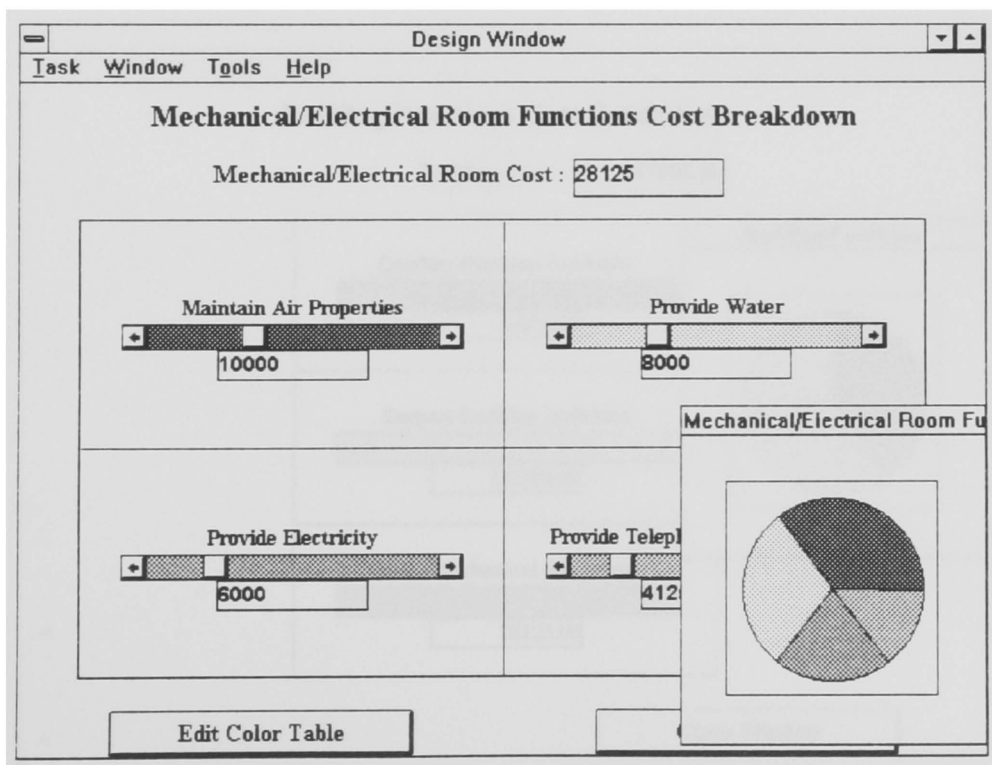 Design Window
Task Window Tools Help
Mechanical/Electrical Room Functions Cost Breakdown
Mechanical/Electrical Room Cost : 28125
Maintain Air Properties
10000
Provide Water
8000
Mechanical/Electrical Room Fu
Provide Electricity
6000
Provide Telep
412
Edit Color Table